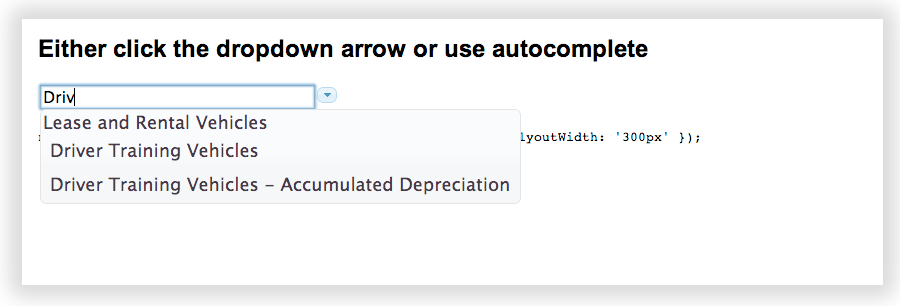 Either click the dropdown arrow or use autocomplete
Driv
Lease and Rental Vehicles
lyoutWidth: '300px' });
Driver Training Vehicles
Driver Training Vehicles – Accumulated Depreciation